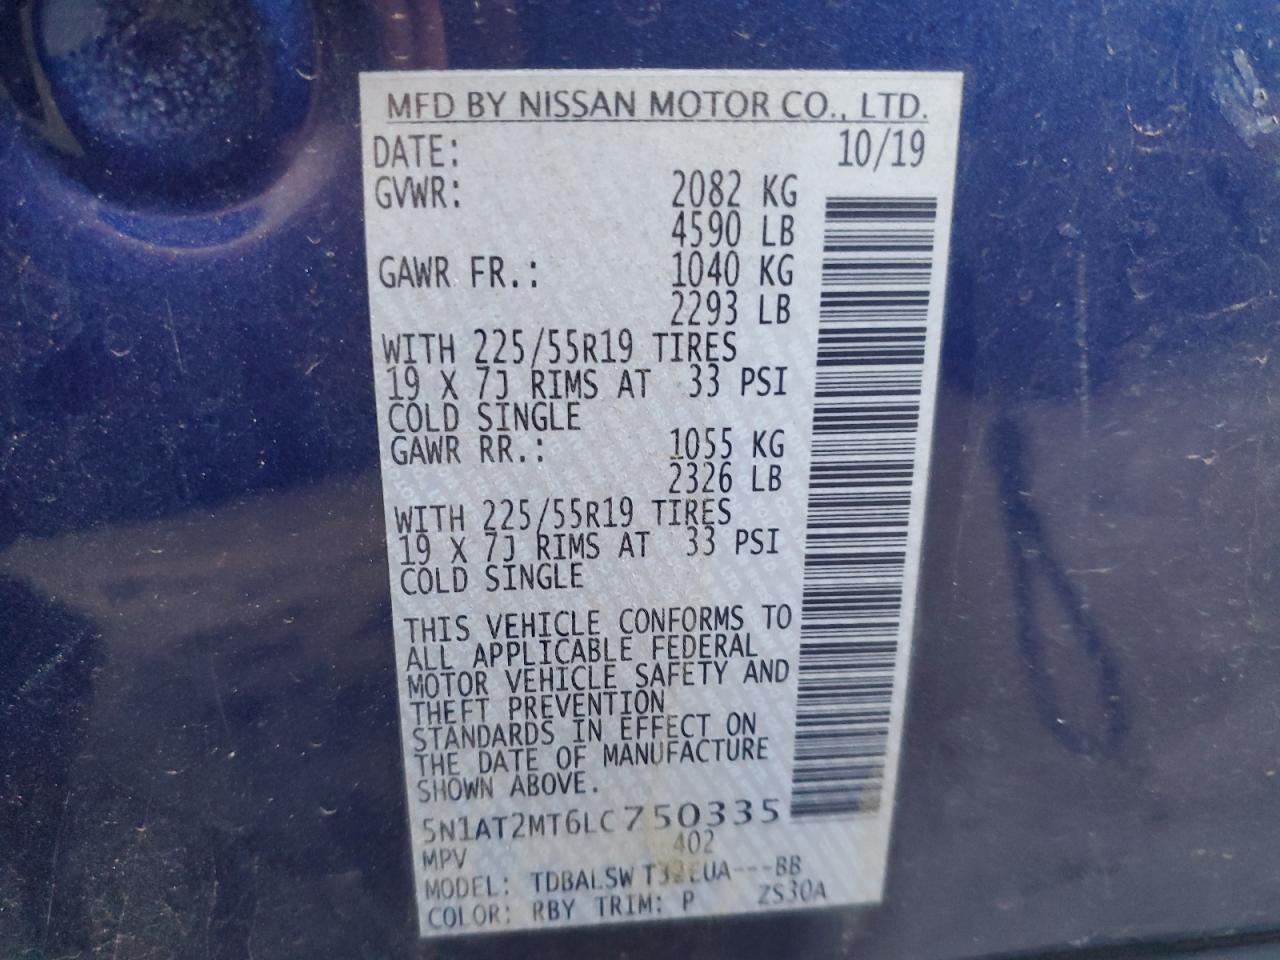 MFD BY NISSAN MOTOR CO., LTD.
DATE: 10/19
GVWR: 2082 KG
4590 LB
GAWR FR.: 1040 KG
2293 LB
WITH 225/55R19 TIRES
19 X 7J RIMS AT 33 PSI
COLD SINGLE
GAWR RR.: 1055 KG
2326 LB
WITH 225/55R19 TIRES
19 X 7J RIMS AT 33 PSI
COLD SINGLE
THIS VEHICLE CONFORMS TO
ALL APPLICABLE FEDERAL
MOTOR VEHICLE SAFETY AND
THEFT PREVENTION
STANDARDS IN EFFECT ON
THE DATE OF MANUFACTURE
SHOWN ABOVE.
5N1AT2MT6LC750335
MPV 402
MODEL: TDBALSW T32EUA---BB
COLOR: RBY TRIM: P ZS30A